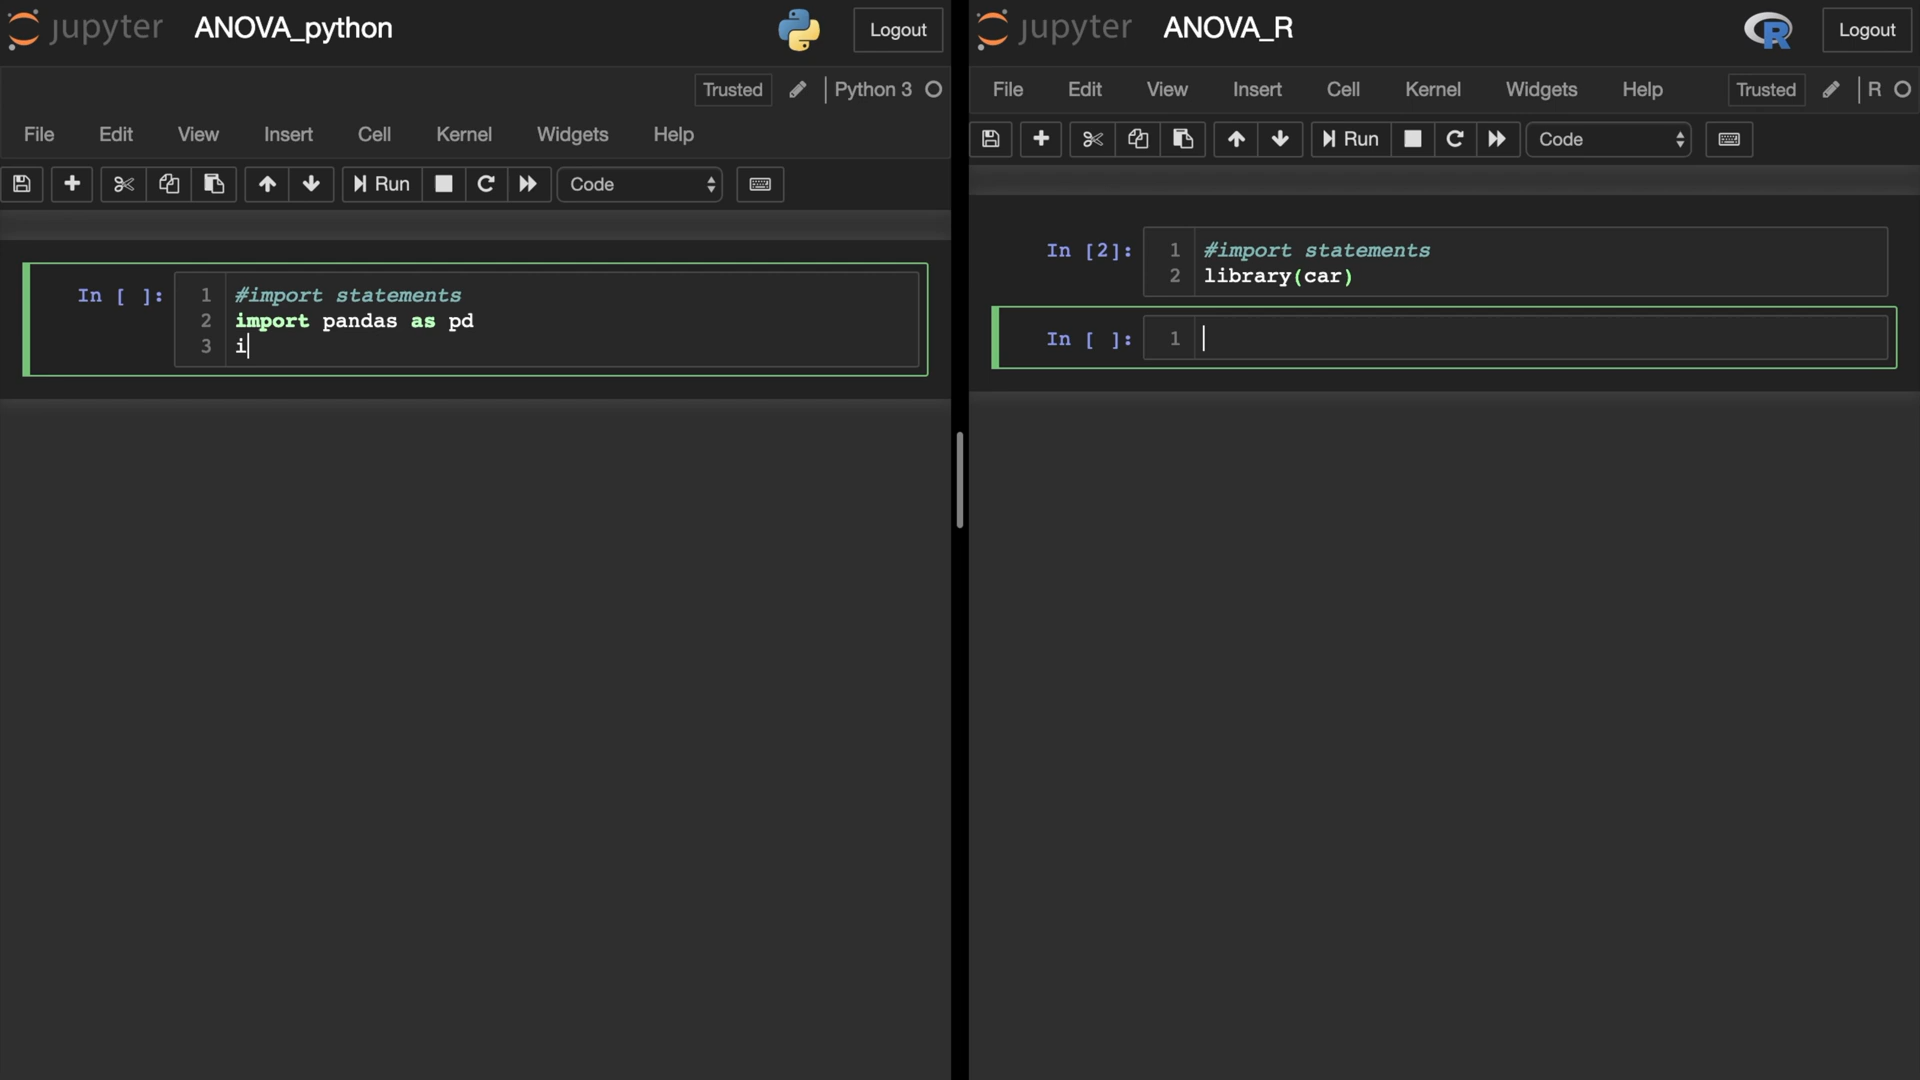 jupyter ANOVA_python Logout
Trusted Python 3
File Edit View Insert Cell Kernel Widgets Help
Run Code
In [ ]: 1 #import statements
2 import pandas as pd
3 i
jupyter ANOVA_R Logout
File Edit View Insert Cell Kernel Widgets Help Trusted R
Run Code
In [2]: 1 #import statements
2 library(car)
In [ ]: 1